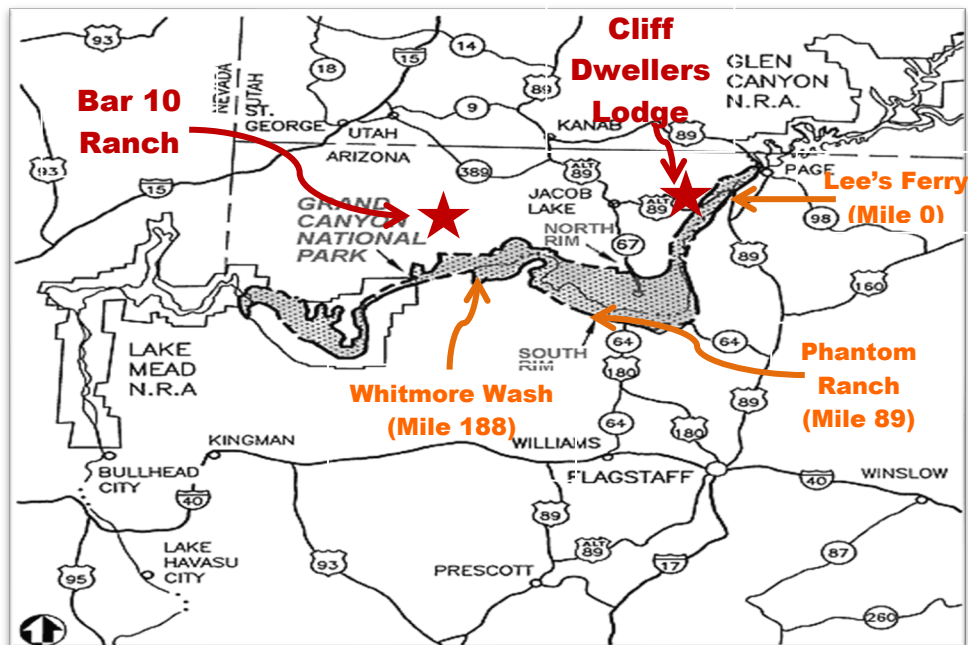 Cliff
Dwellers
Lodge
Bar 10
Ranch
Lee's Ferry
(Mile 0)
Phantom
Ranch
(Mile 89)
Whitmore Wash
(Mile 188)
93
14
15
18
89
9
NEVADA
UTAH
ST.
GEORGE
UTAH
ARIZONA
KANAB
89
GLEN
CANYON
N.R.A.
PAGE
93
15
389
ALT
89
JACOB
LAKE
ALT
89
98
GRAND
CANYON
NATIONAL
PARK
NORTH
RIM
67
89
160
LAKE
MEAD
N.R.A
SOUTH
RIM
64
64
180
89
64
180
KINGMAN
WILLIAMS
FLAGSTAFF
WINSLOW
BULLHEAD
CITY
40
40
89
LAKE
HAVASU
CITY
95
93
PRESCOTT
ALT
89
17
87
260